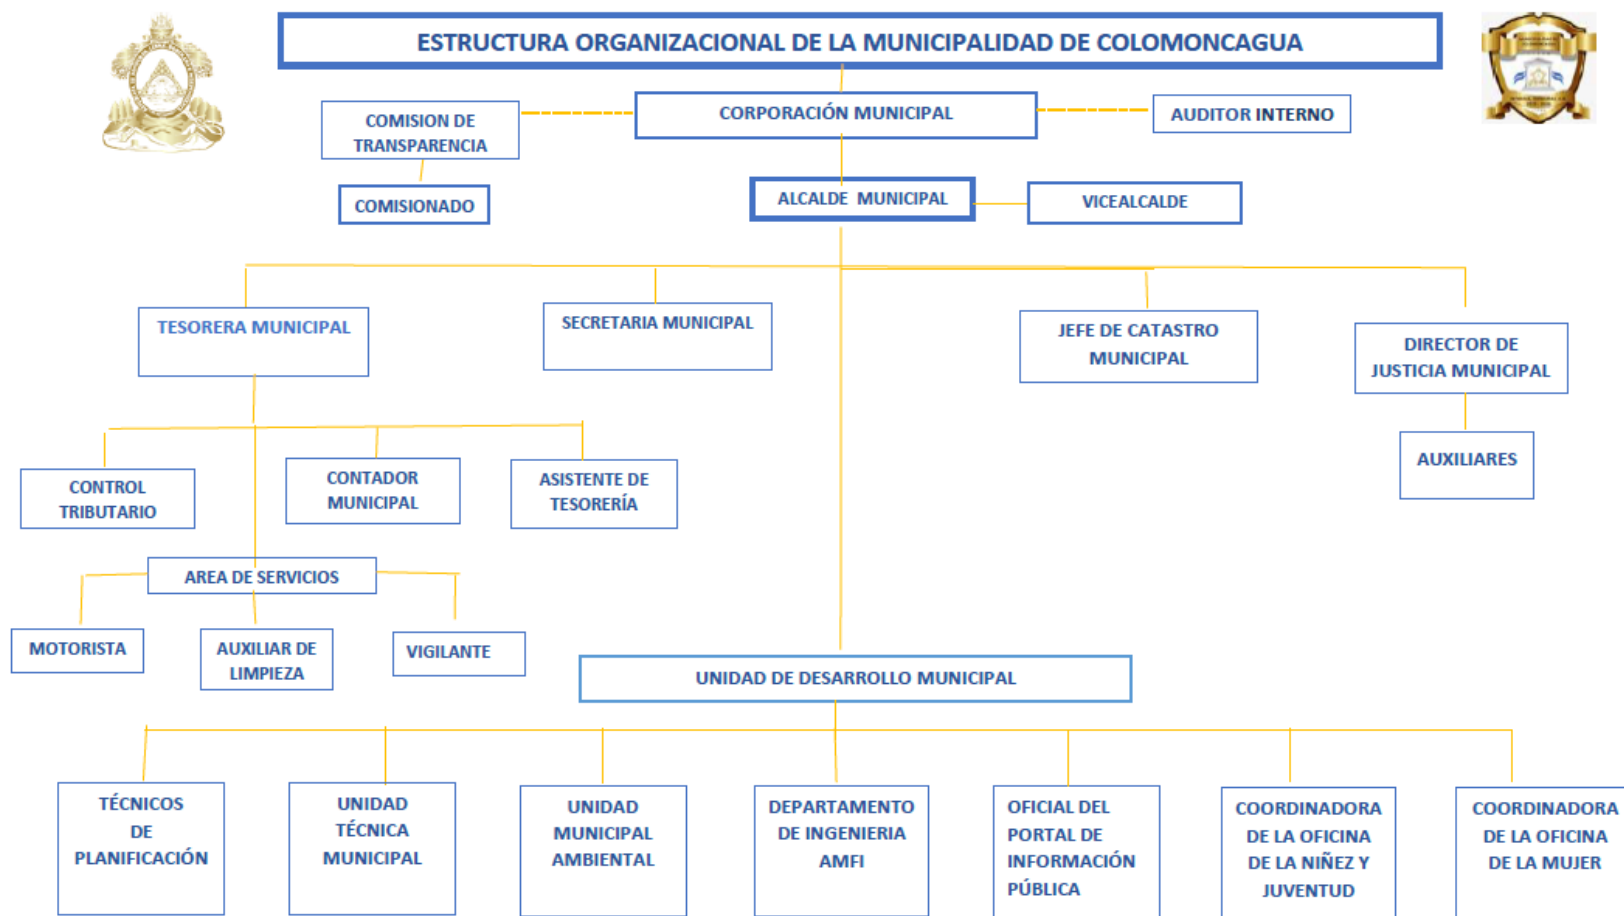 ESTRUCTURA ORGANIZACIONAL DE LA MUNICIPALIDAD DE COLOMONCAGUA
COMISION DE
TRANSPARENCIA
CORPORACIÓN MUNICIPAL
AUDITOR INTERNO
COMISIONADO
ALCALDE MUNICIPAL
VICEALCALDE
TESORERA MUNICIPAL
SECRETARIA MUNICIPAL
JEFE DE CATASTRO
MUNICIPAL
DIRECTOR DE
JUSTICIA MUNICIPAL
AUXILIARES
CONTROL
TRIBUTARIO
CONTADOR
MUNICIPAL
ASISTENTE DE
TESORERÍA
AREA DE SERVICIOS
MOTORISTA
AUXILIAR DE
LIMPIEZA
VIGILANTE
UNIDAD DE DESARROLLO MUNICIPAL
TÉCNICOS
DE
PLANIFICACIÓN
UNIDAD
TÉCNICA
MUNICIPAL
UNIDAD
MUNICIPAL
AMBIENTAL
DEPARTAMENTO
DE INGENIERIA
AMFI
OFICIAL DEL
PORTAL DE
INFORMACIÓN
PÚBLICA
COORDINADORA
DE LA OFICINA
DE LA NIÑEZ Y
JUVENTUD
COORDINADORA
DE LA OFICINA
DE LA MUJER